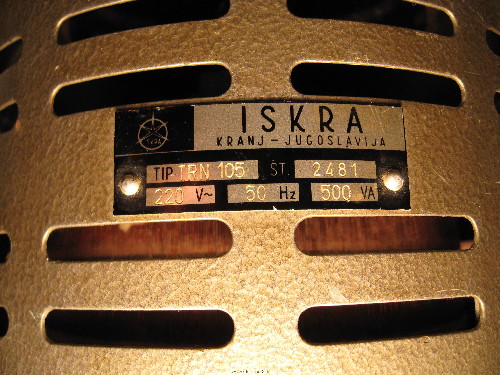 ISKRA
KRANJ - JUGOSLAVIJA
TIP TRN 105 ŠT. 2481
220 V~ 50 Hz 500 VA